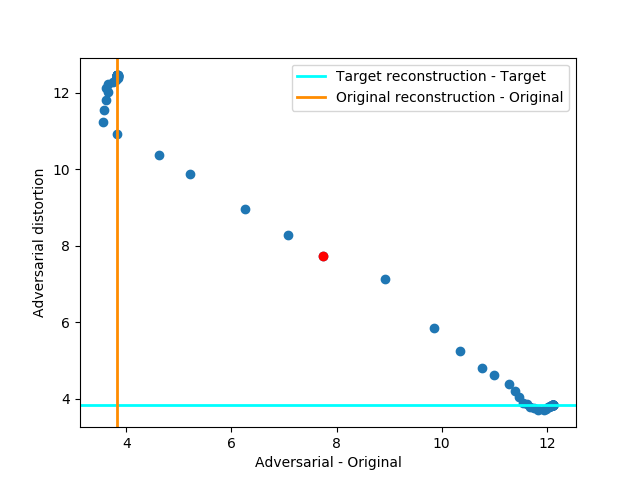 Target reconstruction - Target
Original reconstruction - Original
12
10
8
6
4
Adversarial distortion
4
6
8
10
12
Adversarial - Original